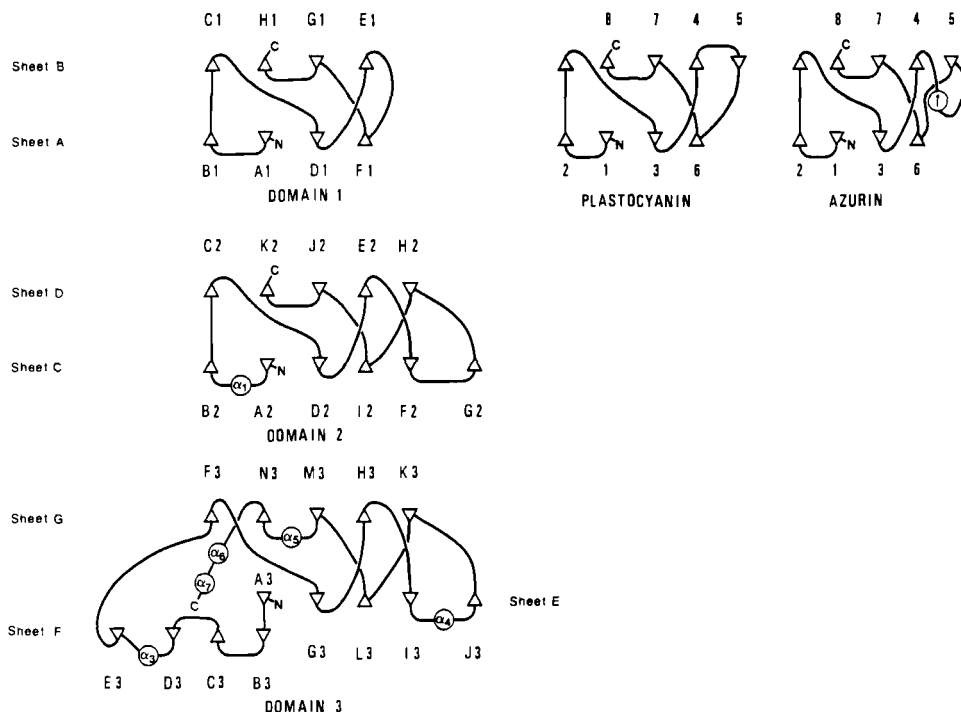 C1 H1 G1 E1
Sheet B
C
Sheet A
N
B1 A1 D1 F1
DOMAIN 1
8 7 4 5
C
N
2 1 3 6
PLASTOCYANIN
8 7 4 5
C
N
2 1 3 6
AZURIN
C2 K2 J2 E2 H2
Sheet D
C
Sheet C
N
α1
B2 A2 D2 I2 F2 G2
DOMAIN 2
F3 N3 M3 H3 K3
Sheet G
α5
α6
α7
C
A3
N
Sheet E
Sheet F
α4
α3
G3 L3 I3 J3
E3 D3 C3 B3
DOMAIN 3